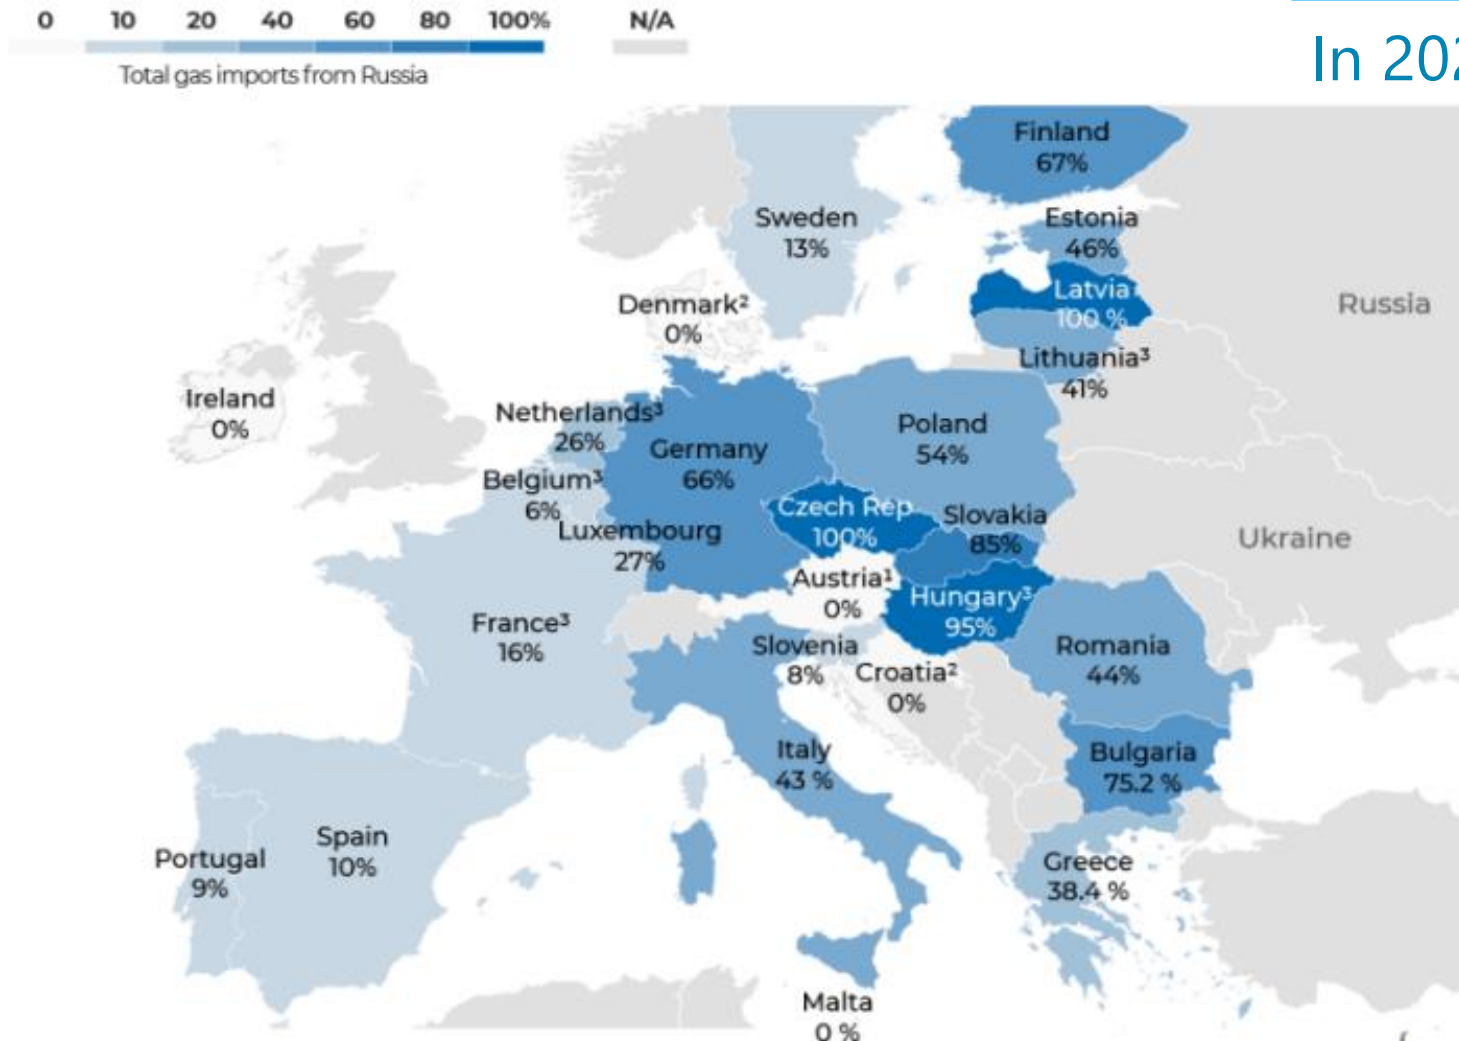 0 10 20 40 60 80 100% N/A
Total gas imports from Russia
In 202
Finland
67%
Sweden
13%
Estonia
46%
Latvia
100 %
Russia
Denmark²
0%
Lithuania³
41%
Ireland
0%
Netherlands³
26%
Germany
66%
Poland
54%
Belgium³
6%
Czech Rep
100%
Slovakia
85%
Luxembourg
27%
Ukraine
Austria¹
0%
Hungary³
95%
France³
16%
Slovenia
8%
Croatia²
0%
Romania
44%
Italy
43 %
Bulgaria
75.2 %
Spain
10%
Portugal
9%
Greece
38.4 %
Malta
0 %